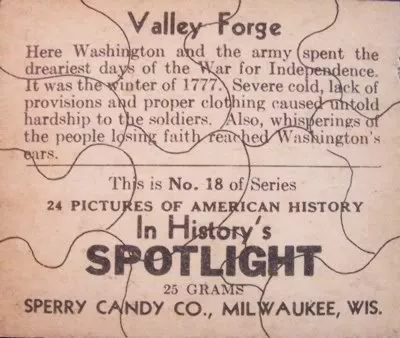 Valley Forge
Here Washington and the army spent the
dreariest days of the War for Independence.
It was the winter of 1777. Severe cold, lack of
provisions and proper clothing caused untold
hardship to the soldiers. Also, whisperings of
the people losing faith reached Washington's
ears.
This is No. 18 of Series
24 PICTURES OF AMERICAN HISTORY
In History's
SPOTLIGHT
25 GRAMS
SPERRY CANDY CO., MILWAUKEE, WIS.